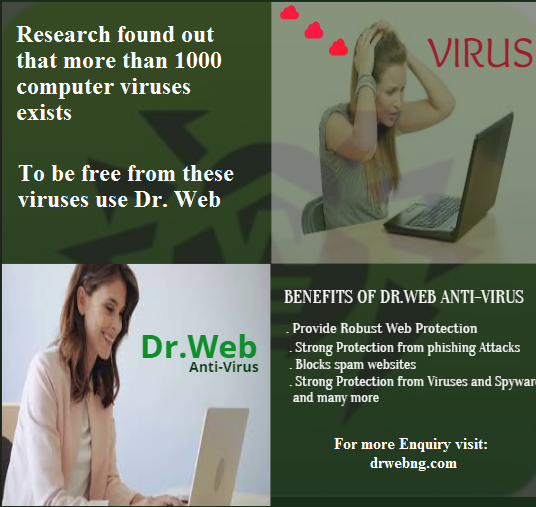 Research found out
that more than 1000
computer viruses
exists
To be free from these
viruses use Dr. Web
VIRUS
Dr.Web
Anti-Virus
BENEFITS OF DR.WEB ANTI-VIRUS
. Provide Robust Web Protection
. Strong Protection from phishing Attacks
. Blocks spam websites
. Strong Protection from Viruses and Spyware
and many more
For more Enquiry visit:
drwebng.com